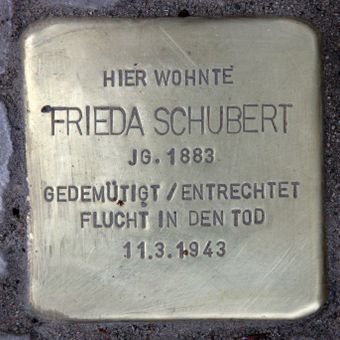 HIER WOHNTE
FRIEDA SCHUBERT
JG. 1883
GEDEMÜTIGT / ENTRECHTET
FLUCHT IN DEN TOD
11.3.1943